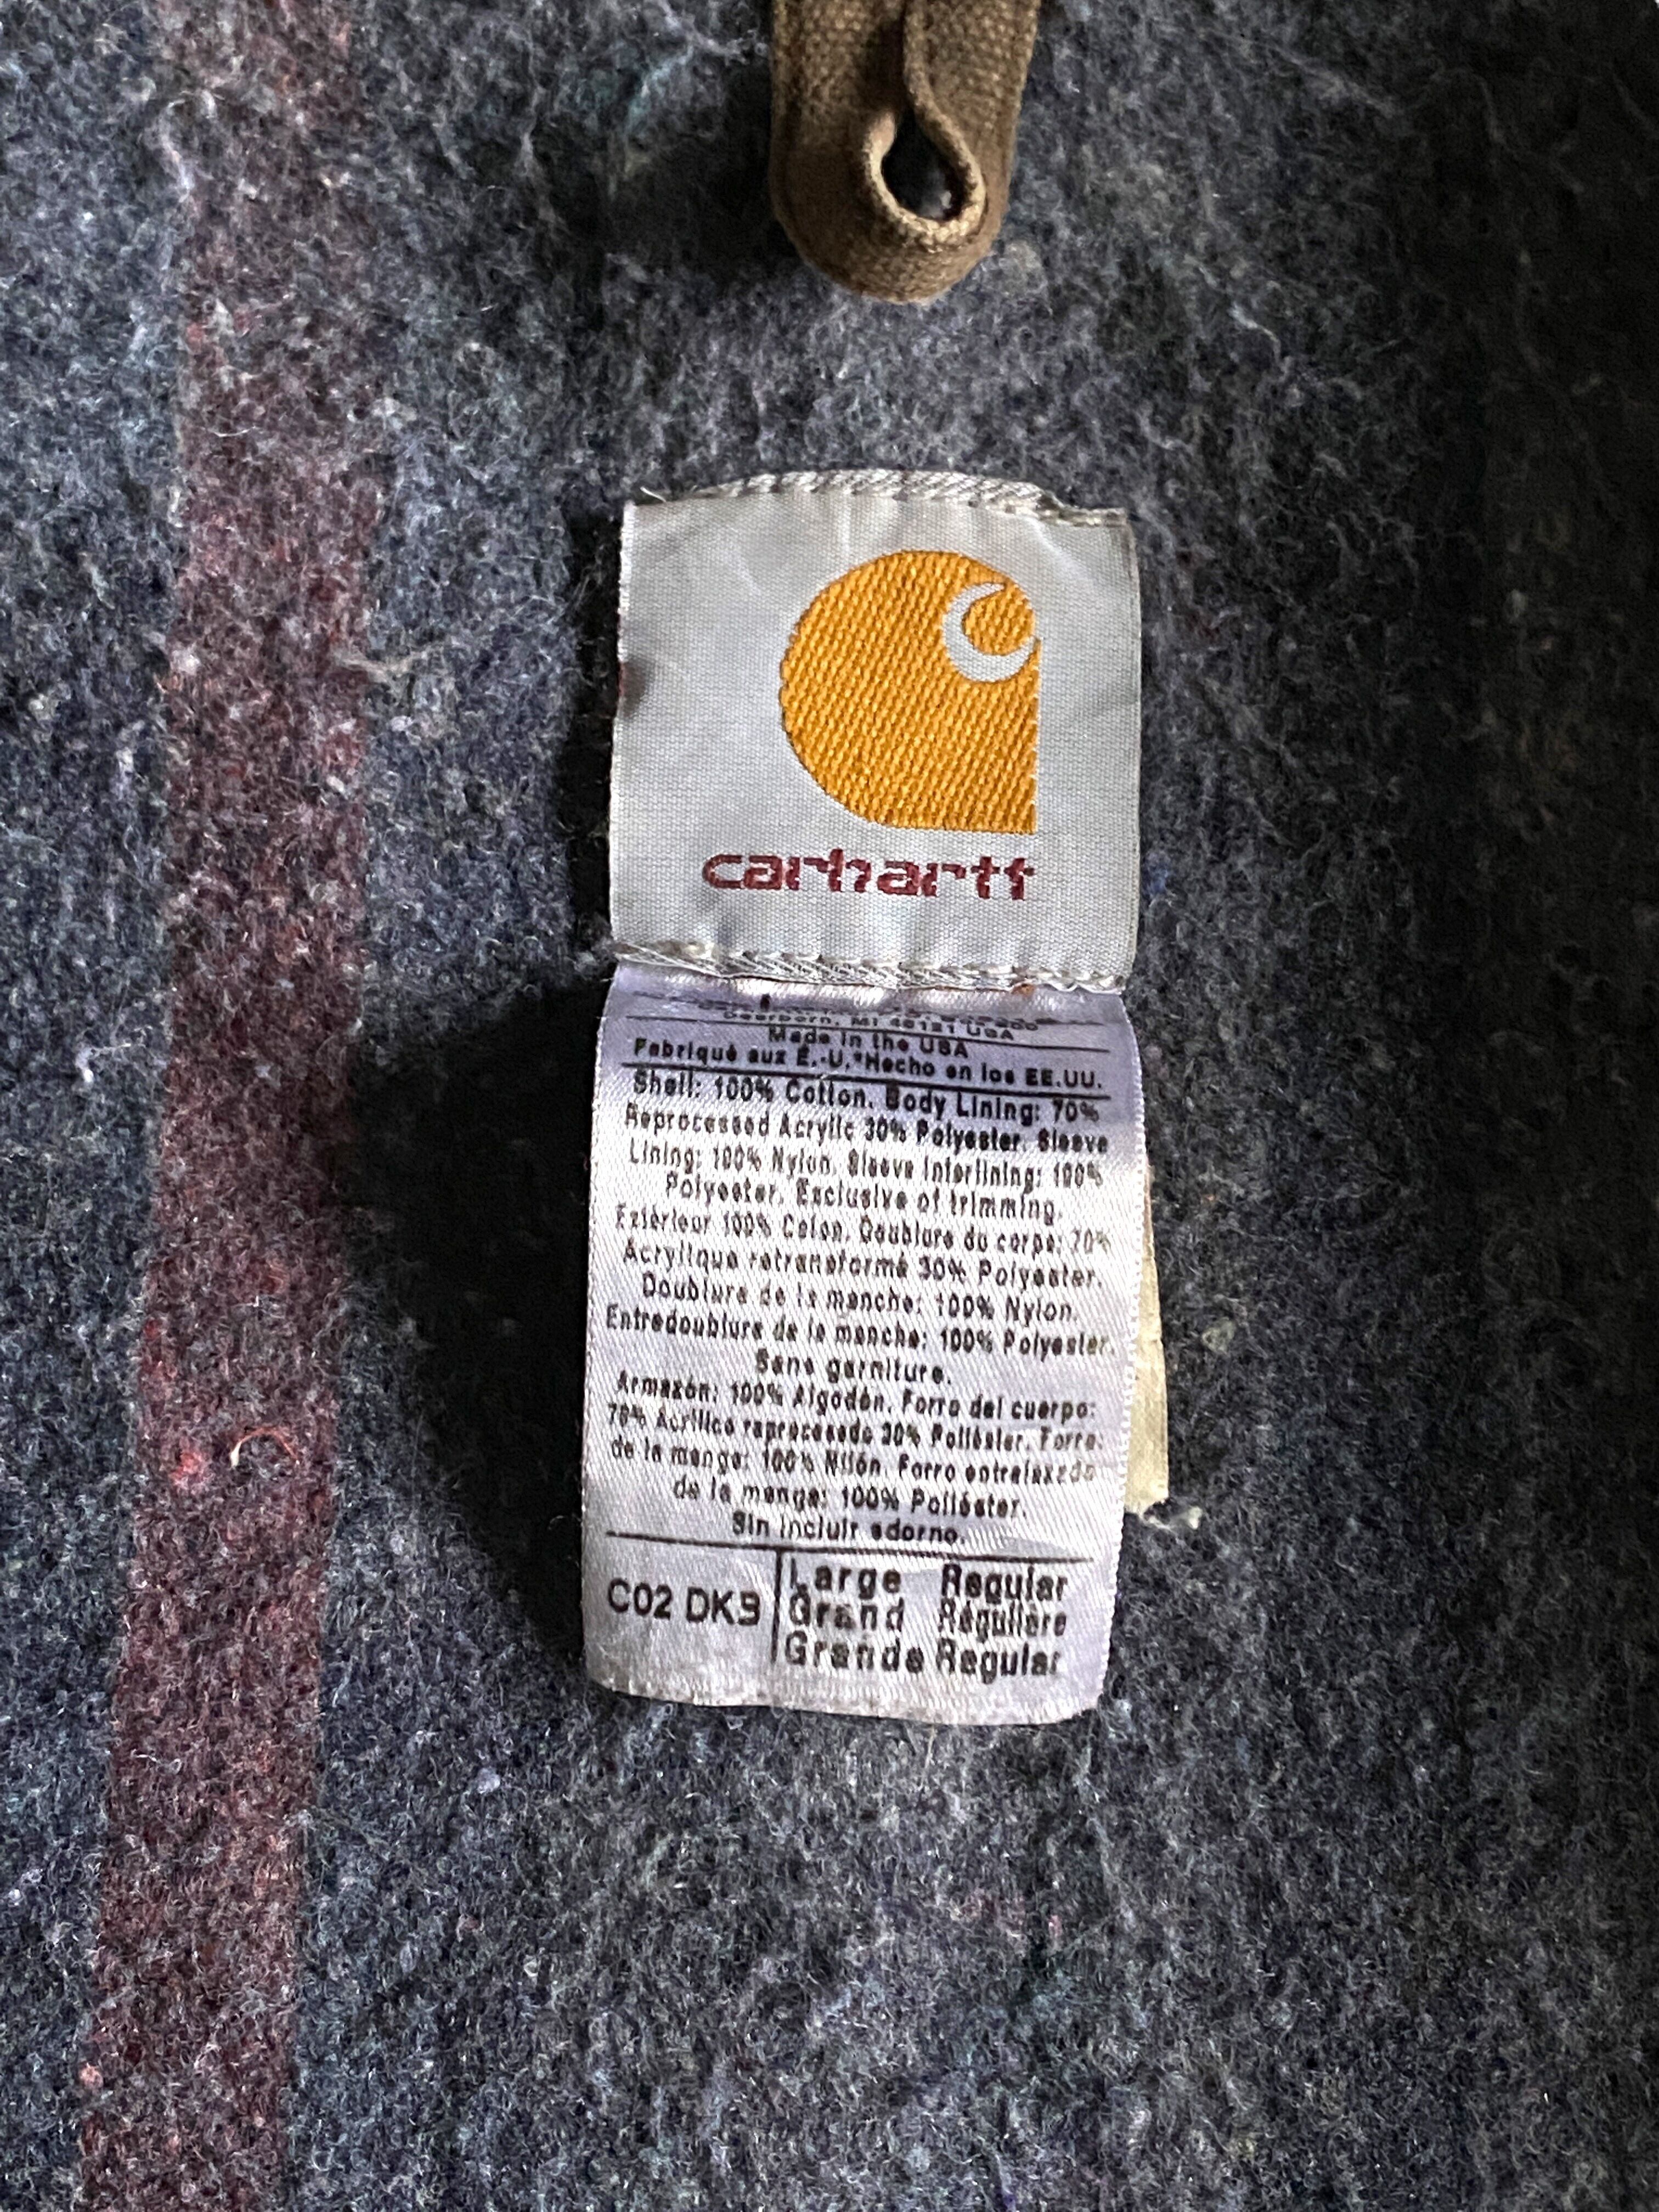 carhartt
Dearborn, MI 48121 USA
Made in the USA
Fabriqué aux É.-U.*Hecho en los EE.UU.
Shell: 100% Cotton. Body Lining: 70%
Reprocessed Acrylic 30% Polyester. Sleeve
Lining: 100% Nylon. Sleeve Interlining: 100%
Polyester. Exclusive of trimming.
Extérieur 100% Coton. Doublure du corps: 70%
Acrylique retransformé 30% Polyester.
Doublure de la manche: 100% Nylon.
Entredoublure de la manche: 100% Polyester.
Sans garniture.
Armazón: 100% Algodón. Forro del cuerpo:
70% Acrílico reprocesado 30% Poliéster. Forro
de la manga: 100% Nilón. Forro entrelazado
de la manga: 100% Poliéster.
Sin incluir adorno.
C02 DKB
Large Regular
Grand Régulière
Grande Regular